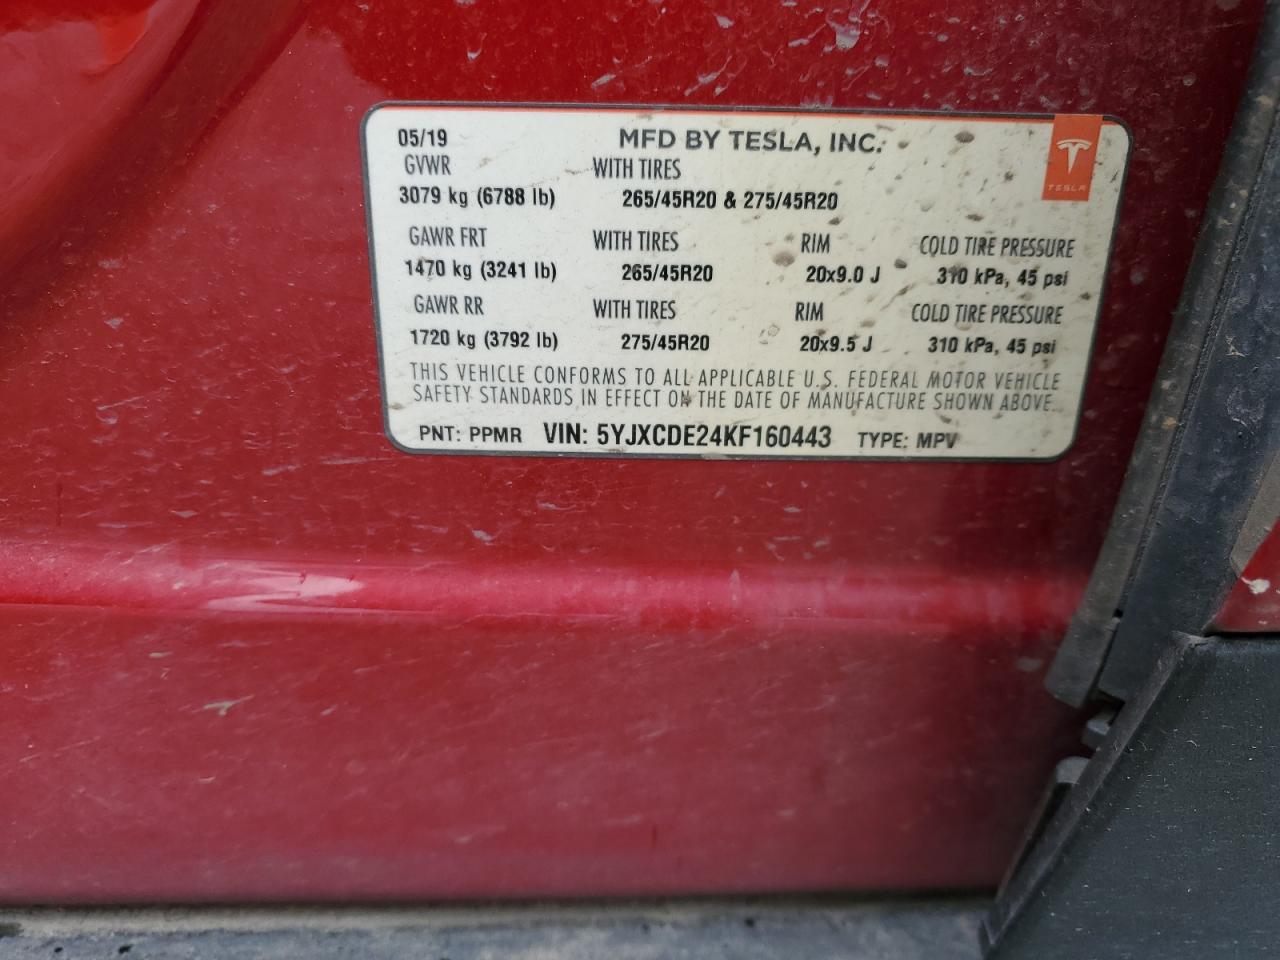 05/19 MFD BY TESLA, INC.
TESLA
GVWR WITH TIRES
3079 kg (6788 lb) 265/45R20 & 275/45R20
GAWR FRT WITH TIRES RIM COLD TIRE PRESSURE
1470 kg (3241 lb) 265/45R20 20x9.0 J 310 kPa, 45 psi
GAWR RR WITH TIRES RIM COLD TIRE PRESSURE
1720 kg (3792 lb) 275/45R20 20x9.5 J 310 kPa, 45 psi
THIS VEHICLE CONFORMS TO ALL APPLICABLE U.S. FEDERAL MOTOR VEHICLE
SAFETY STANDARDS IN EFFECT ON THE DATE OF MANUFACTURE SHOWN ABOVE.
PNT: PPMR VIN: 5YJXCDE24KF160443 TYPE: MPV